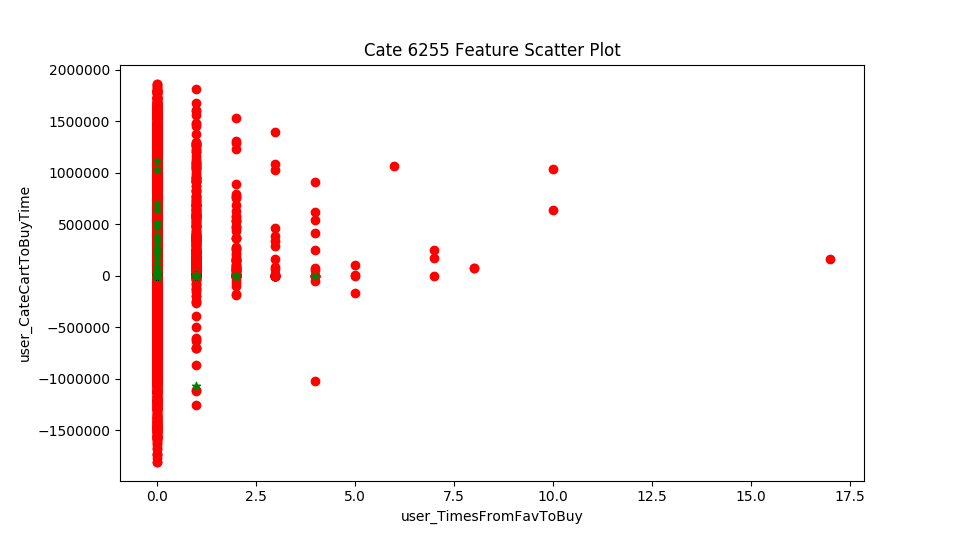 Cate 6255 Feature Scatter Plot
2000000
1500000
1000000
500000
0
−500000
−1000000
−1500000
user_CateCartToBuyTime
0.0 2.5 5.0 7.5 10.0 12.5 15.0 17.5
user_TimesFromFavToBuy